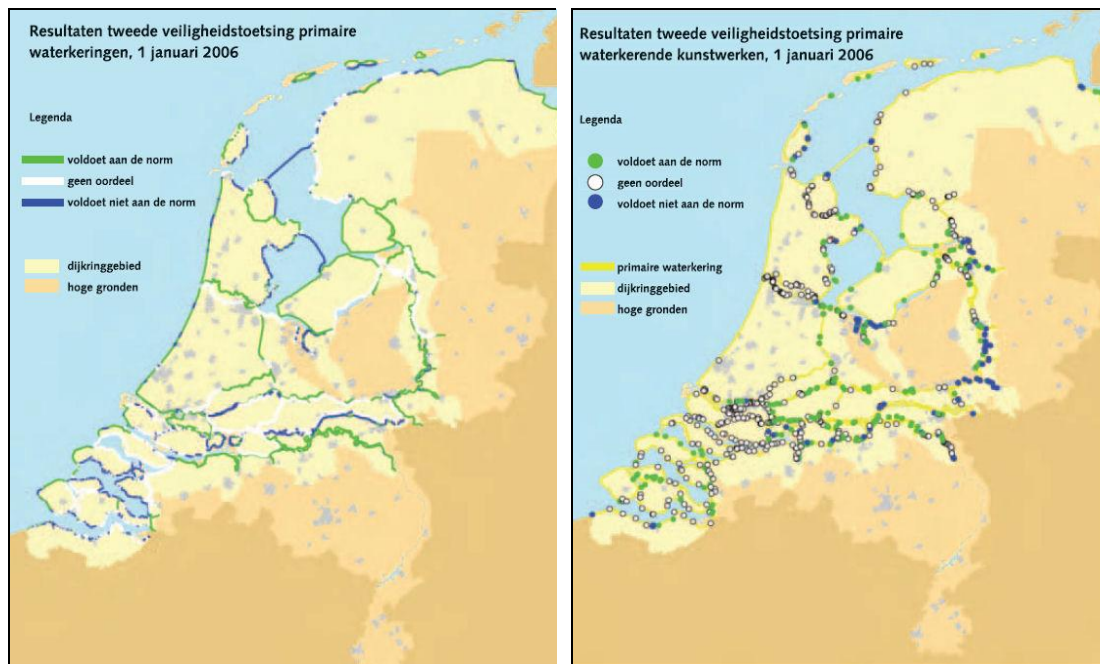 Resultaten tweede veiligheidstoetsing primaire
waterkeringen, 1 januari 2006
Legenda
voldoet aan de norm
geen oordeel
voldoet niet aan de norm
dijkringgebied
hoge gronden
Resultaten tweede veiligheidstoetsing primaire
waterkerende kunstwerken, 1 januari 2006
Legenda
voldoet aan de norm
geen oordeel
voldoet niet aan de norm
primaire waterkering
dijkringgebied
hoge gronden